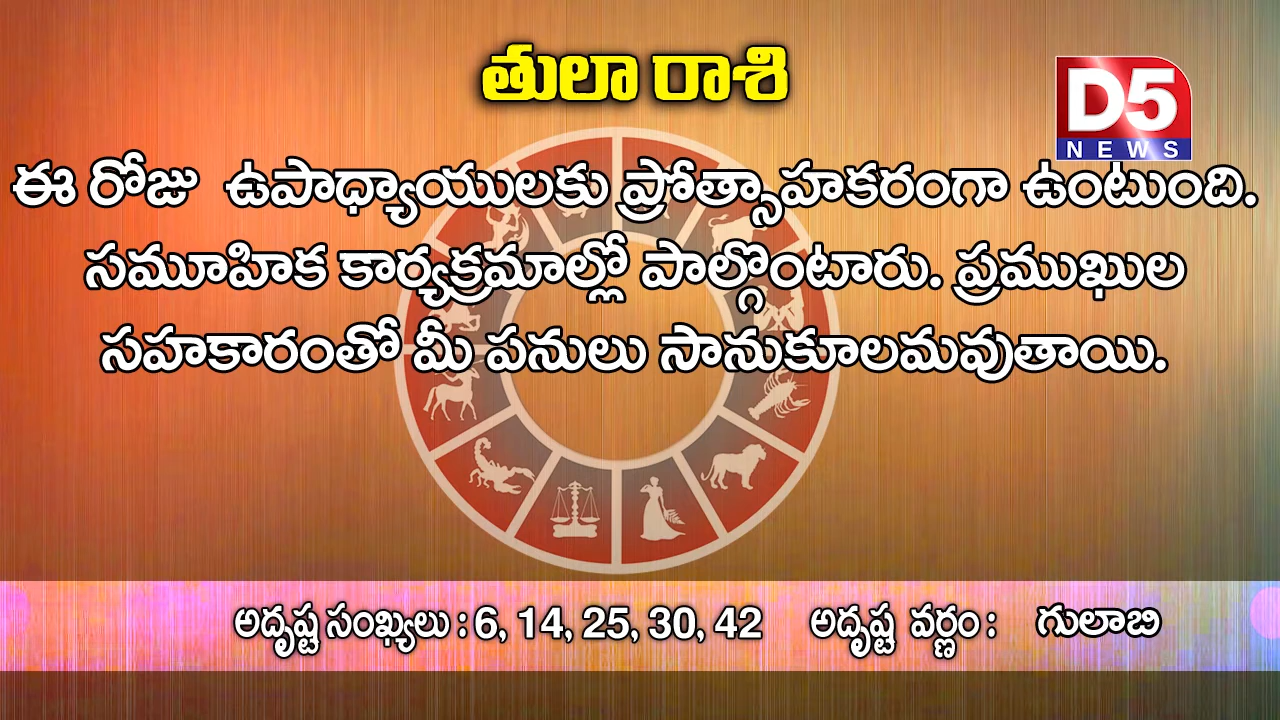 తులా రాశి
D5
NEWS
ఈ రోజు ఉపాధ్యాయులకు ప్రోత్సాహకరంగా ఉంటుంది.
సమూహిక కార్యక్రమాల్లో పాల్గొంటారు. ప్రముఖుల
సహకారంతో మీ పనులు సానుకూలమవుతాయి.
అదృష్ట సంఖ్యలు : 6, 14, 25, 30, 42 అదృష్ట వర్ణం : గులాబి